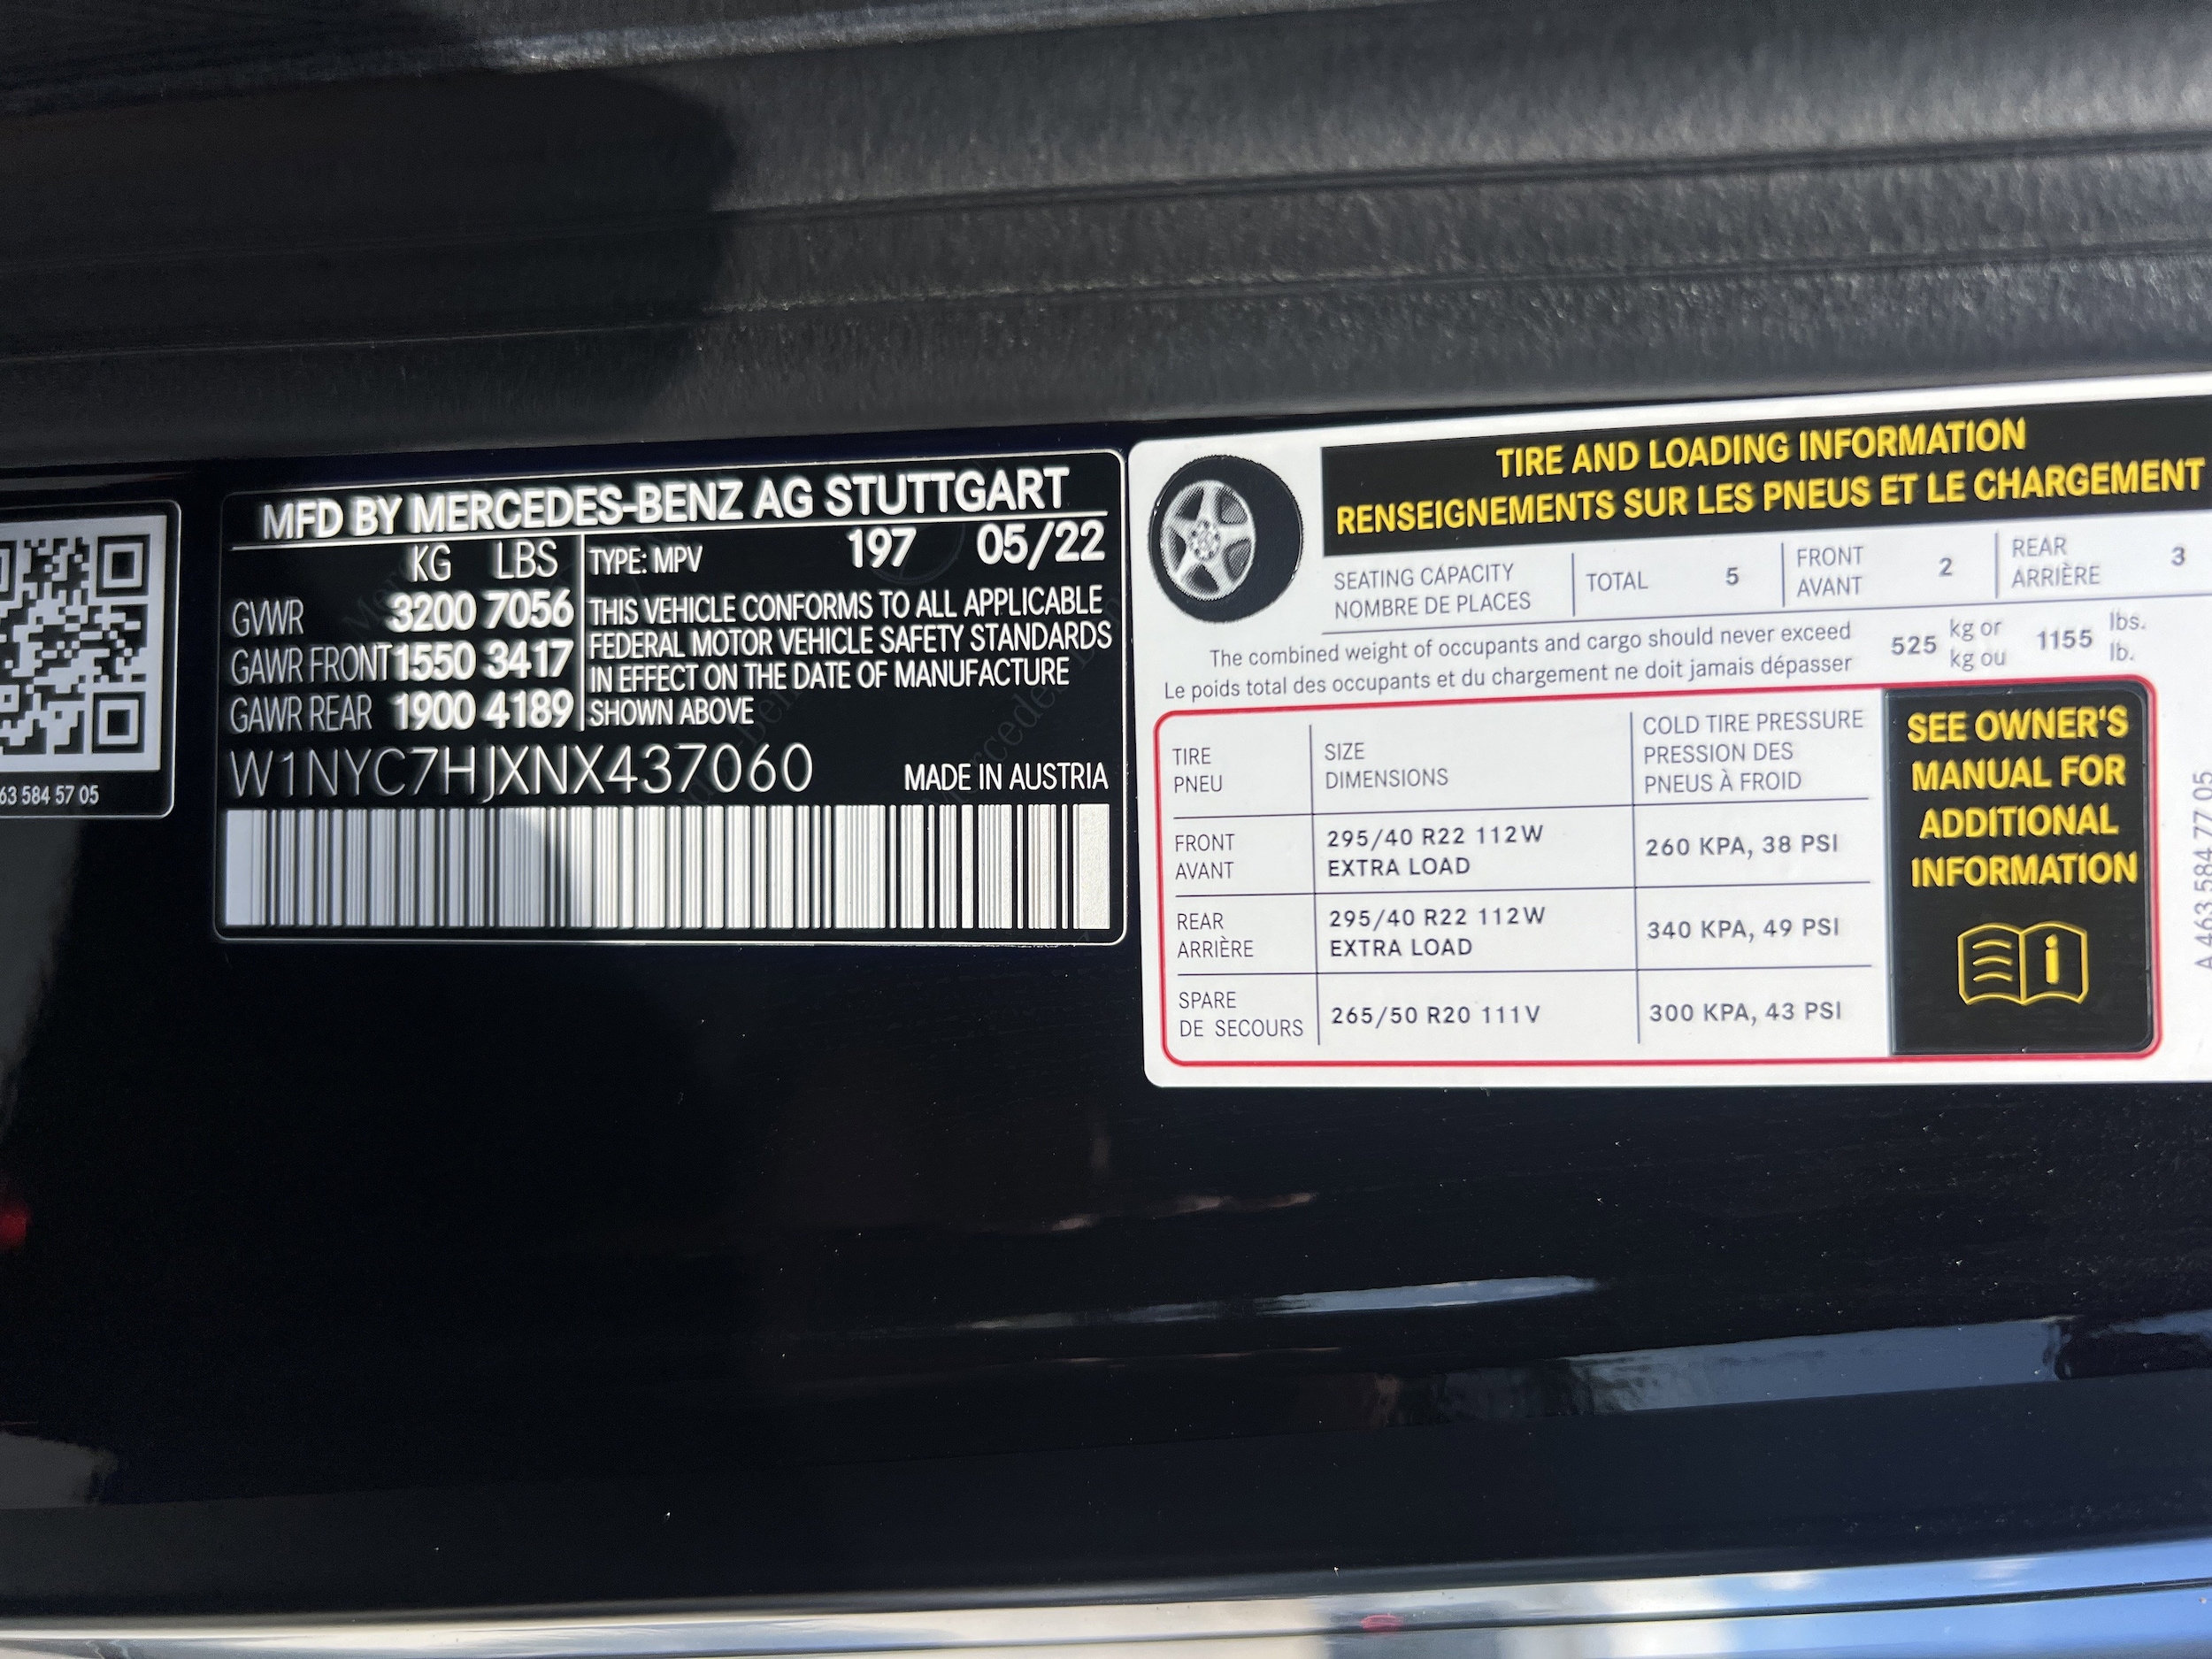 63 584 57 05
MFD BY MERCEDES-BENZ AG STUTTGART
KG LBS
GVWR 3200 7056
GAWR FRONT 1550 3417
GAWR REAR 1900 4189
TYPE: MPV 197 05/22
THIS VEHICLE CONFORMS TO ALL APPLICABLE
FEDERAL MOTOR VEHICLE SAFETY STANDARDS
IN EFFECT ON THE DATE OF MANUFACTURE
SHOWN ABOVE
W1NYC7HJXNX437060
MADE IN AUSTRIA
TIRE AND LOADING INFORMATION
RENSEIGNEMENTS SUR LES PNEUS ET LE CHARGEMENT
SEATING CAPACITY
NOMBRE DE PLACES
TOTAL 5
FRONT
AVANT
2
REAR
ARRIÈRE
3
The combined weight of occupants and cargo should never exceed
Le poids total des occupants et du chargement ne doit jamais dépasser
525
kg or
kg ou
1155
lbs.
lb.
TIRE
PNEU
SIZE
DIMENSIONS
COLD TIRE PRESSURE
PRESSION DES
PNEUS À FROID
FRONT
AVANT
295/40 R22 112W
EXTRA LOAD
260 KPA, 38 PSI
REAR
ARRIÈRE
295/40 R22 112W
EXTRA LOAD
340 KPA, 49 PSI
SPARE
DE SECOURS
265/50 R20 111V
300 KPA, 43 PSI
SEE OWNER'S
MANUAL FOR
ADDITIONAL
INFORMATION
A 463 584 77 05